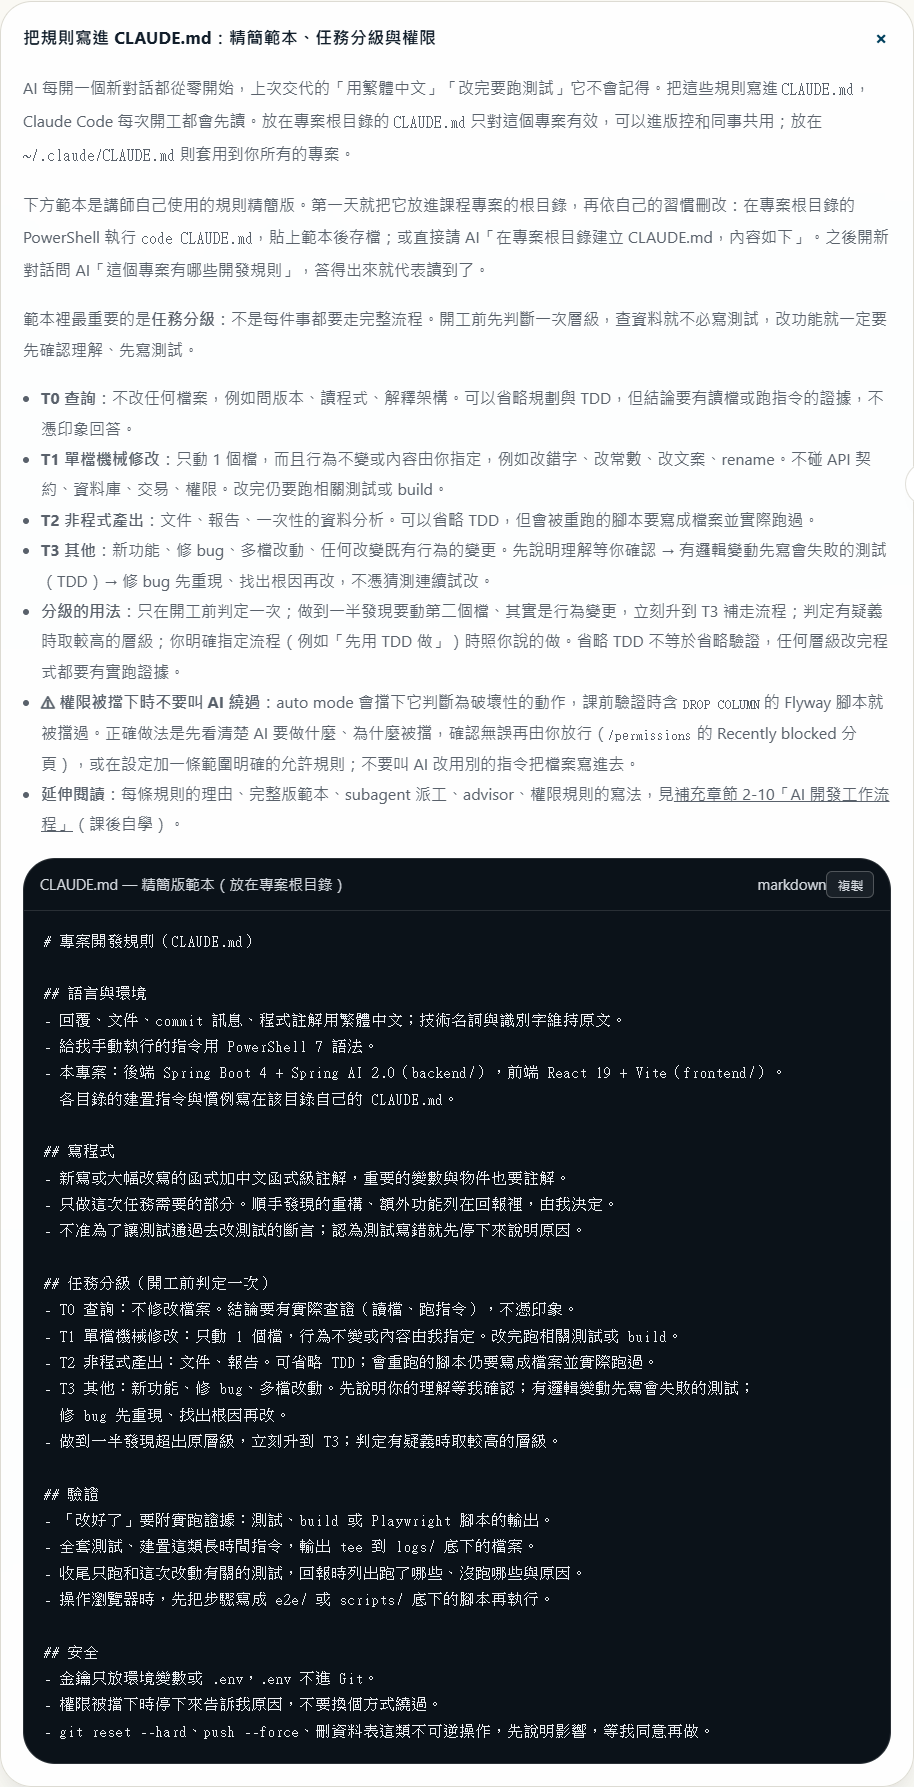 把規則寫進 CLAUDE.md：精簡範本、任務分級與權限
×
AI 每開一個新對話都從零開始，上次交代的「用繁體中文」「改完要跑測試」它不會記得。把這些規則寫進 CLAUDE.md，
Claude Code 每次開工都會先讀。放在專案根目錄的 CLAUDE.md 只對這個專案有效，可以進版控和同事共用；放在
~/.claude/CLAUDE.md 則套用到你所有的專案。
下方範本是講師自己使用的規則精簡版。第一天就把它放進課程專案的根目錄，再依自己的習慣刪改：在專案根目錄的
PowerShell 執行 code CLAUDE.md，貼上範本後存檔；或直接請 AI「在專案根目錄建立 CLAUDE.md，內容如下」。之後開新
對話問 AI「這個專案有哪些開發規則」，答得出來就代表讀到了。
範本裡最重要的是任務分級：不是每件事都要走完整流程。開工前先判斷一次層級，查資料就不必寫測試，改功能就一定要
先確認理解、先寫測試。
• T0 查詢：不改任何檔案，例如問版本、讀程式、解釋架構。可以省略規劃與 TDD，但結論要有讀檔或跑指令的證據，不
憑印象回答。
• T1 單檔機械修改：只動 1 個檔，而且行為不變或內容由你指定，例如改錯字、改常數、改文案、rename。不碰 API 契
約、資料庫、交易、權限。改完仍要跑相關測試或 build。
• T2 非程式產出：文件、報告、一次性的資料分析。可以省略 TDD，但會被重跑的腳本要寫成檔案並實際跑過。
• T3 其他：新功能、修 bug、多檔改動、任何改變既有行為的變更。先說明理解等你確認 → 有邏輯變動先寫會失敗的測試
（TDD）→ 修 bug 先重現、找出根因再改，不憑猜測連續試改。
• 分級的用法：只在開工前判定一次；做到一半發現要動第二個檔、其實是行為變更，立刻升到 T3 補走流程；判定有疑義
時取較高的層級；你明確指定流程（例如「先用 TDD 做」）時照你說的做。省略 TDD 不等於省略驗證，任何層級改完程
式都要有實跑證據。
• ⚠ 權限被擋下時不要叫 AI 繞過：auto mode 會擋下它判斷為破壞性的動作，課前驗證時含 DROP COLUMN 的 Flyway 腳本就
被擋過。正確做法是先看清楚 AI 要做什麼、為什麼被擋，確認無誤再由你放行（/permissions 的 Recently blocked 分
頁），或在設定加一條範圍明確的允許規則；不要叫 AI 改用別的指令把檔案寫進去。
• 延伸閱讀：每條規則的理由、完整版範本、subagent 派工、advisor、權限規則的寫法，見補充章節 2-10「AI 開發工作流
程」（課後自學）。
CLAUDE.md — 精簡版範本（放在專案根目錄）
markdown 複製
# 專案開發規則（CLAUDE.md）
## 語言與環境
- 回覆、文件、commit 訊息、程式註解用繁體中文；技術名詞與識別字維持原文。
- 給我手動執行的指令用 PowerShell 7 語法。
- 本專案：後端 Spring Boot 4 + Spring AI 2.0（backend/），前端 React 19 + Vite（frontend/）。
各目錄的建置指令與慣例寫在該目錄自己的 CLAUDE.md。
## 寫程式
- 新寫或大幅改寫的函式加中文函式級註解，重要的變數與物件也要註解。
- 只做這次任務需要的部分。順手發現的重構、額外功能列在回報裡，由我決定。
- 不准為了讓測試通過去改測試的斷言；認為測試寫錯就先停下來說明原因。
## 任務分級（開工前判定一次）
- T0 查詢：不修改檔案。結論要有實際查證（讀檔、跑指令），不憑印象。
- T1 單檔機械修改：只動 1 個檔，行為不變或內容由我指定。改完跑相關測試或 build。
- T2 非程式產出：文件、報告。可省略 TDD；會重跑的腳本仍要寫成檔案並實際跑過。
- T3 其他：新功能、修 bug、多檔改動。先說明你的理解等我確認；有邏輯變動先寫會失敗的測試；
修 bug 先重現、找出根因再改。
- 做到一半發現超出原層級，立刻升到 T3；判定有疑義時取較高的層級。
## 驗證
- 「改好了」要附實跑證據：測試、build 或 Playwright 腳本的輸出。
- 全套測試、建置這類長時間指令，輸出 tee 到 logs/ 底下的檔案。
- 收尾只跑和這次改動有關的測試，回報時列出跑了哪些、沒跑哪些與原因。
- 操作瀏覽器時，先把步驟寫成 e2e/ 或 scripts/ 底下的腳本再執行。
## 安全
- 金鑰只放環境變數或 .env，.env 不進 Git。
- 權限被擋下時停下來告訴我原因，不要換個方式繞過。
- git reset --hard、push --force、刪資料表這類不可逆操作，先說明影響，等我同意再做。